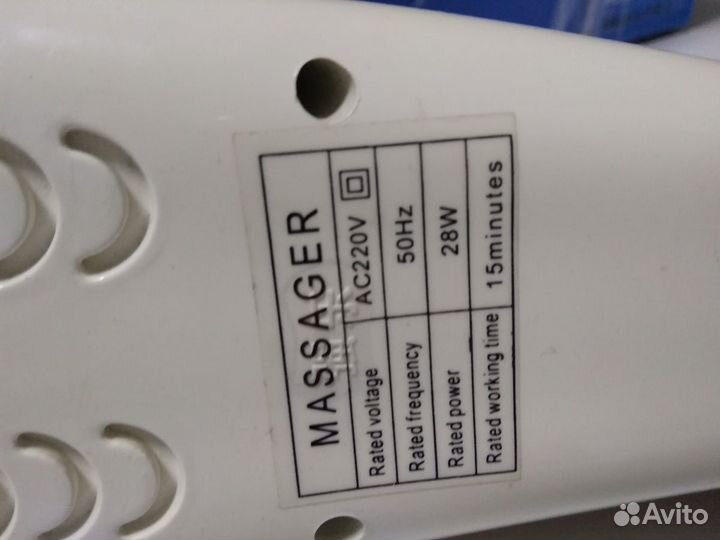 MASSAGER
Rated voltage AC220V
Rated frequency 50Hz
Rated power 28W
Rated working time 15minutes
Avito